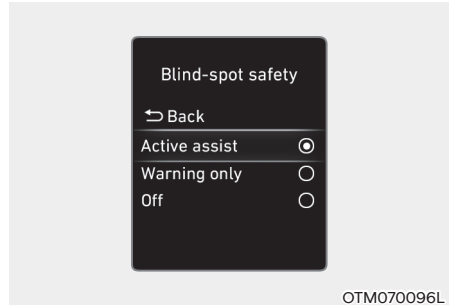 Blind-spot safety
Back
Active assist
Warning only
Off
OTM070096L